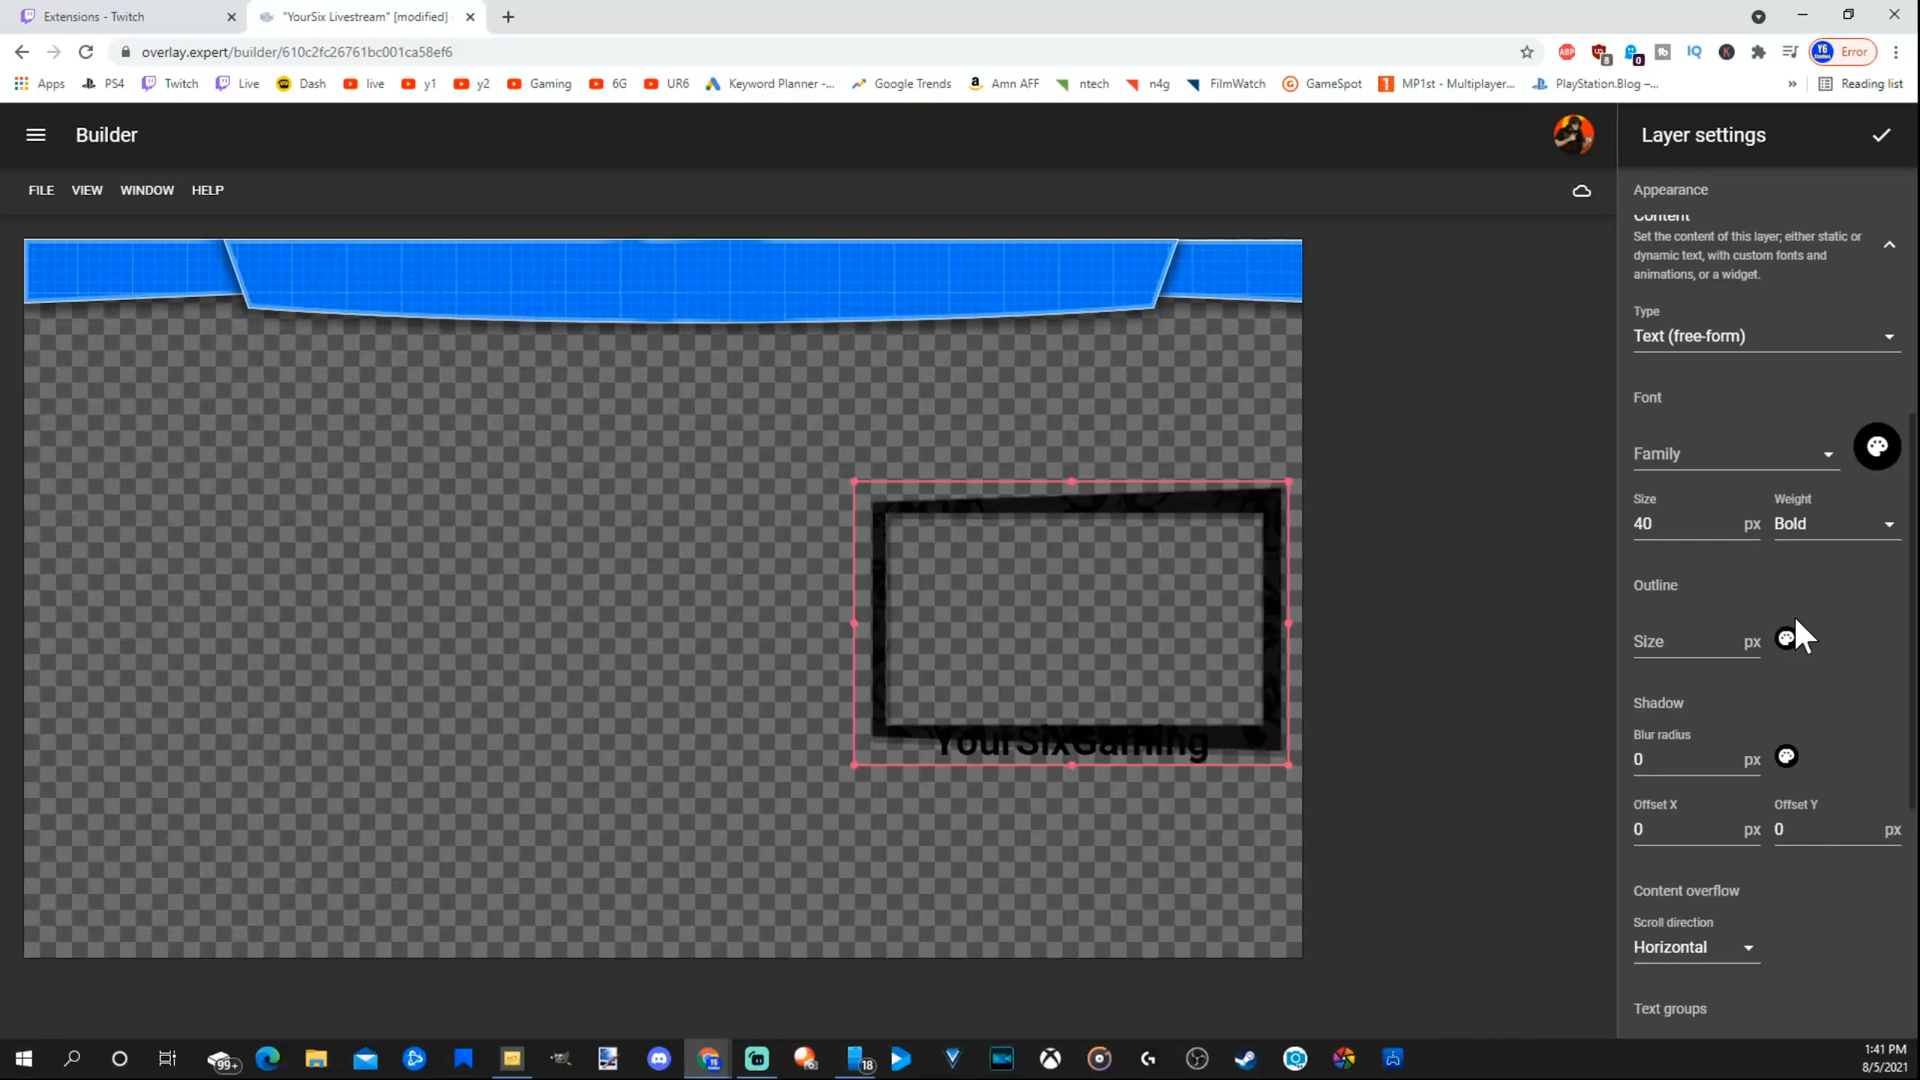 Extensions - Twitch
"YourSix Livestream" [modified]
overlay.expert/builder/610c2fc26761bc001ca58ef6
ABP
8
0
IQ
K
Y6
Error
Apps
PS4
Twitch
Live
Dash
live
y1
y2
Gaming
6G
UR6
Keyword Planner -...
Google Trends
Amn AFF
ntech
n4g
FilmWatch
GameSpot
MP1st - Multiplayer...
PlayStation.Blog –...
»
Reading list
Builder
Layer settings
FILE
VIEW
WINDOW
HELP
Appearance
Content
Set the content of this layer; either static or
dynamic text, with custom fonts and
animations, or a widget.
Type
Text (free-form)
Font
Family
Size
Weight
40 px
Bold
Outline
Size px
Shadow
Blur radius
0 px
Offset X
Offset Y
0 px
0 px
Content overflow
Scroll direction
Horizontal
Text groups
YourSixGaming
99+
18
1:41 PM
8/5/2021